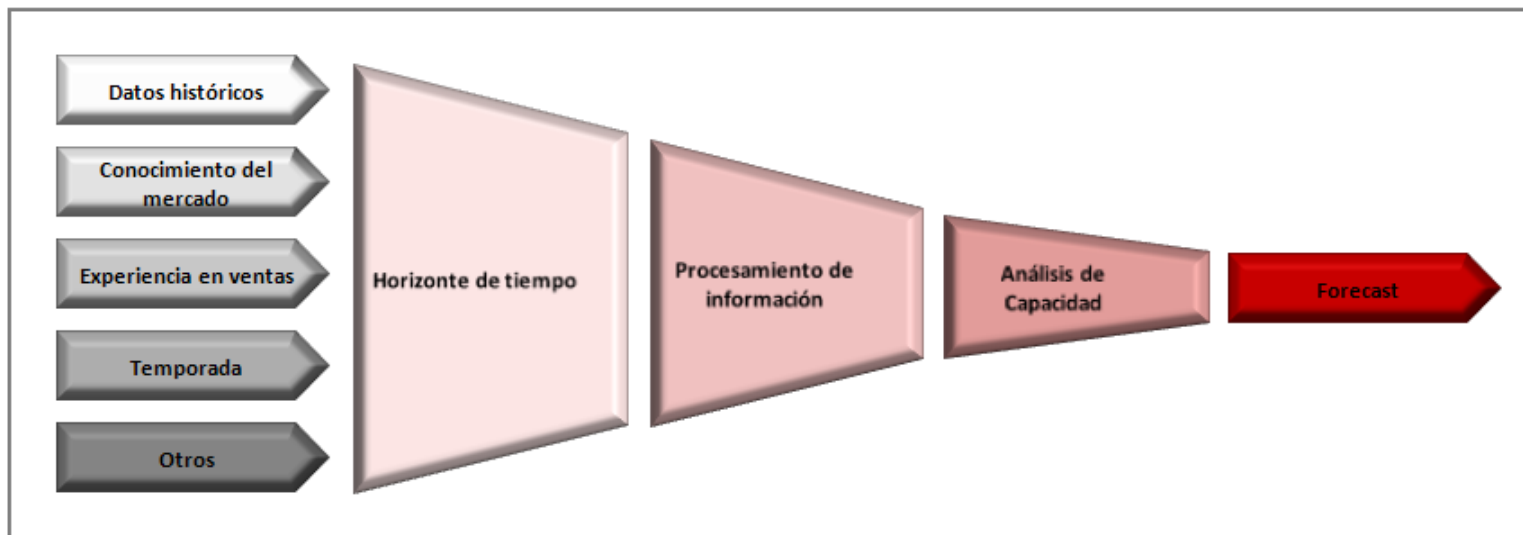 Datos históricos
Conocimiento del
mercado
Experiencia en ventas
Temporada
Otros
Horizonte de tiempo
Procesamiento de
información
Análisis de
Capacidad
Forecast